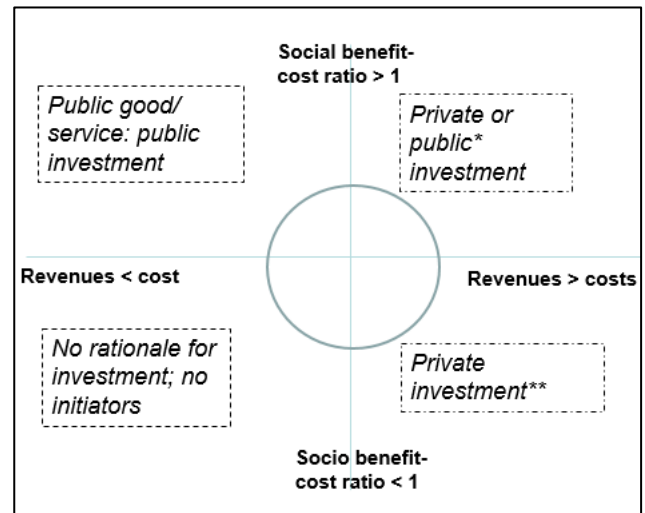 Social benefit-
cost ratio > 1
Public good/
service: public
investment
Private or
public*
investment
Revenues < cost
Revenues > costs
No rationale for
investment; no
initiators
Private
investment**
Socio benefit-
cost ratio < 1